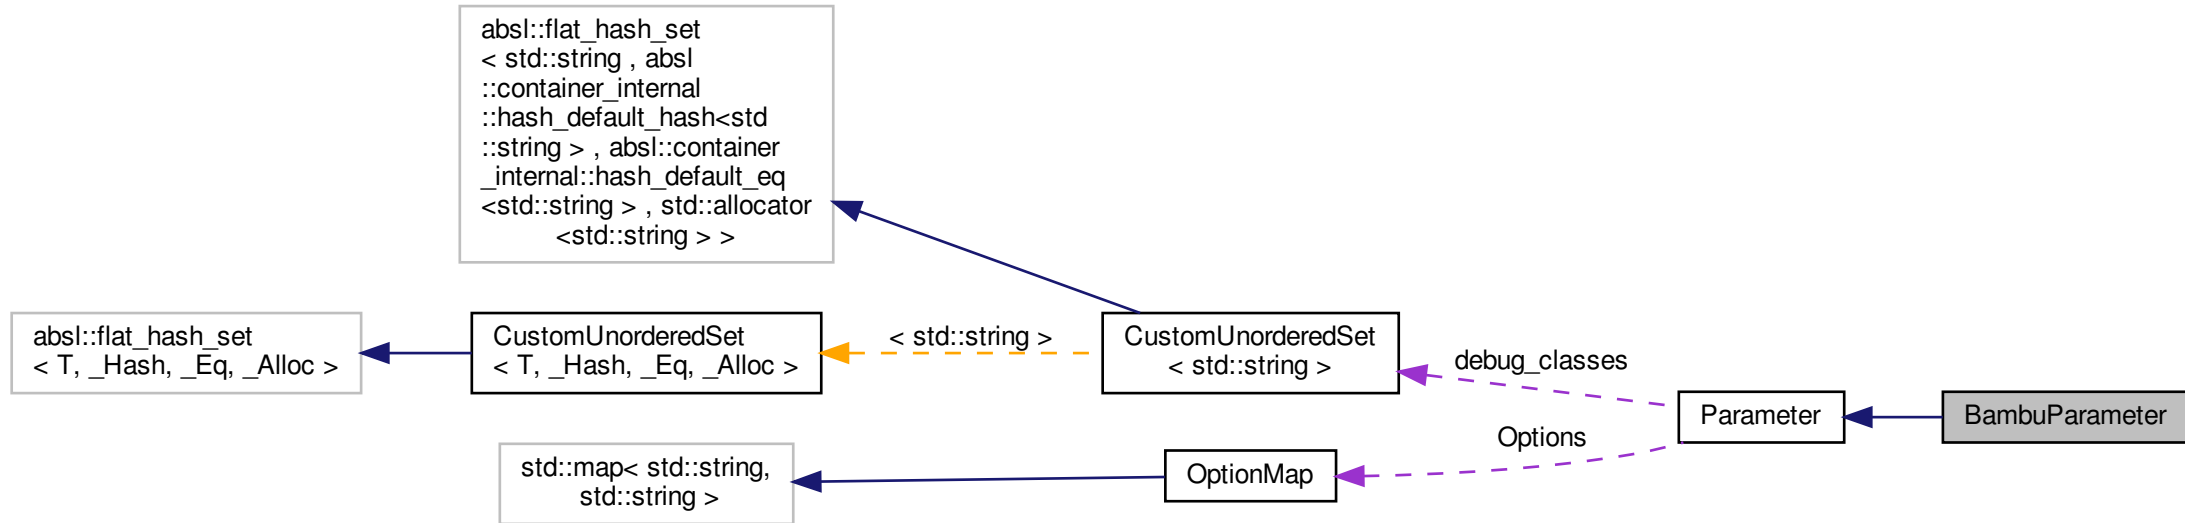 absl::flat_hash_set
< std::string , absl
::container_internal
::hash_default_hash<std
::string > , absl::container
_internal::hash_default_eq
<std::string > , std::allocator
<std::string > >
absl::flat_hash_set
< T, _Hash, _Eq, _Alloc >
CustomUnorderedSet
< T, _Hash, _Eq, _Alloc >
< std::string >
CustomUnorderedSet
< std::string >
debug_classes
Parameter
BambuParameter
Options
std::map< std::string,
std::string >
OptionMap